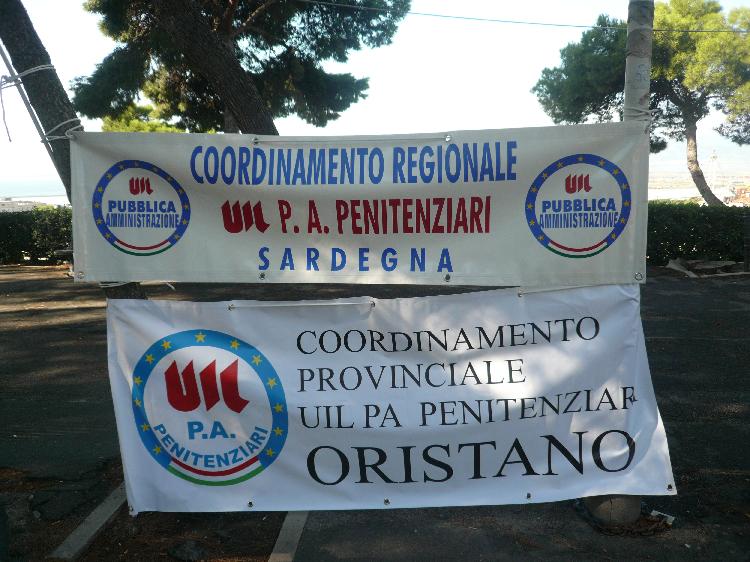 COORDINAMENTO REGIONALE
UIL P. A. PENITENZIARI
SARDEGNA
UIL
PUBBLICA
AMMINISTRAZIONE
UIL
PUBBLICA
AMMINISTRAZIONE
UIL
P.A.
PENITENZIARI
COORDINAMENTO
PROVINCIALE
UIL PA PENITENZIAR
ORISTANO